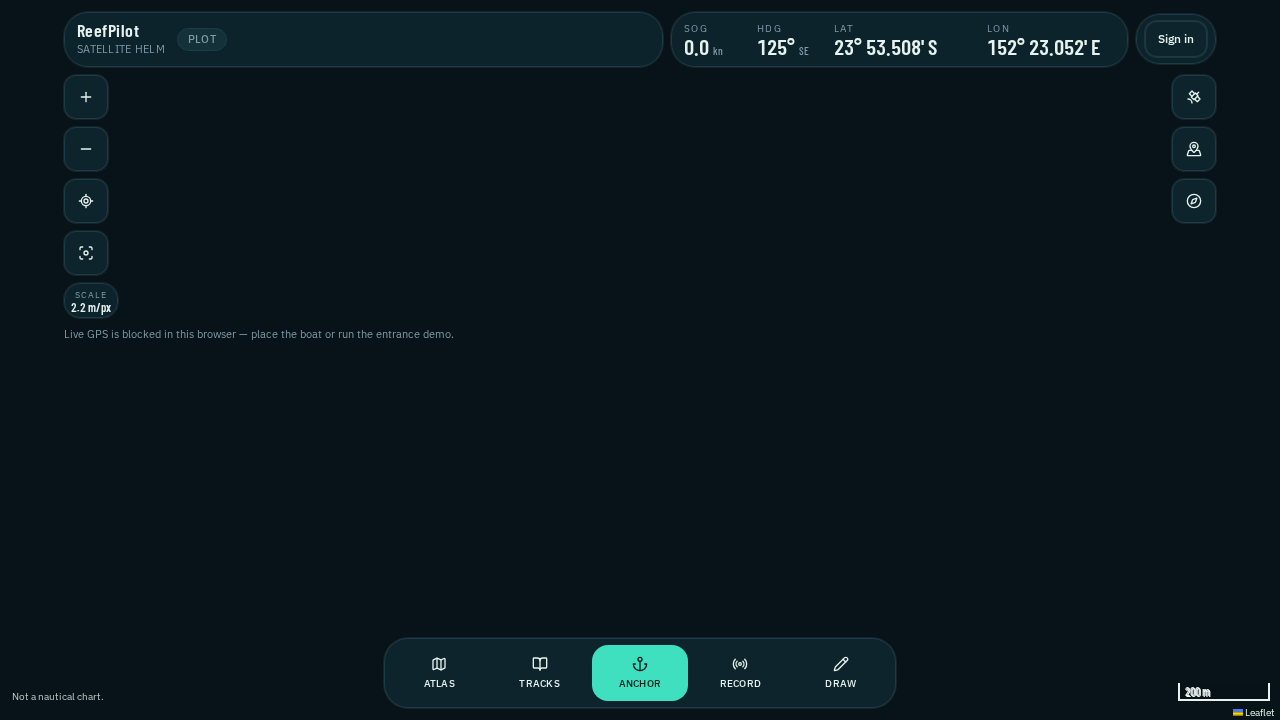 ReefPilot
SATELLITE HELM
PLOT
SOG
0.0 kn
HDG
125° SE
LAT
23° 53.508' S
LON
152° 23.052' E
Sign in
SCALE
2.2 m/px
Live GPS is blocked in this browser — place the boat or run the entrance demo.
ATLAS
TRACKS
ANCHOR
RECORD
DRAW
Not a nautical chart.
200 m
Leaflet